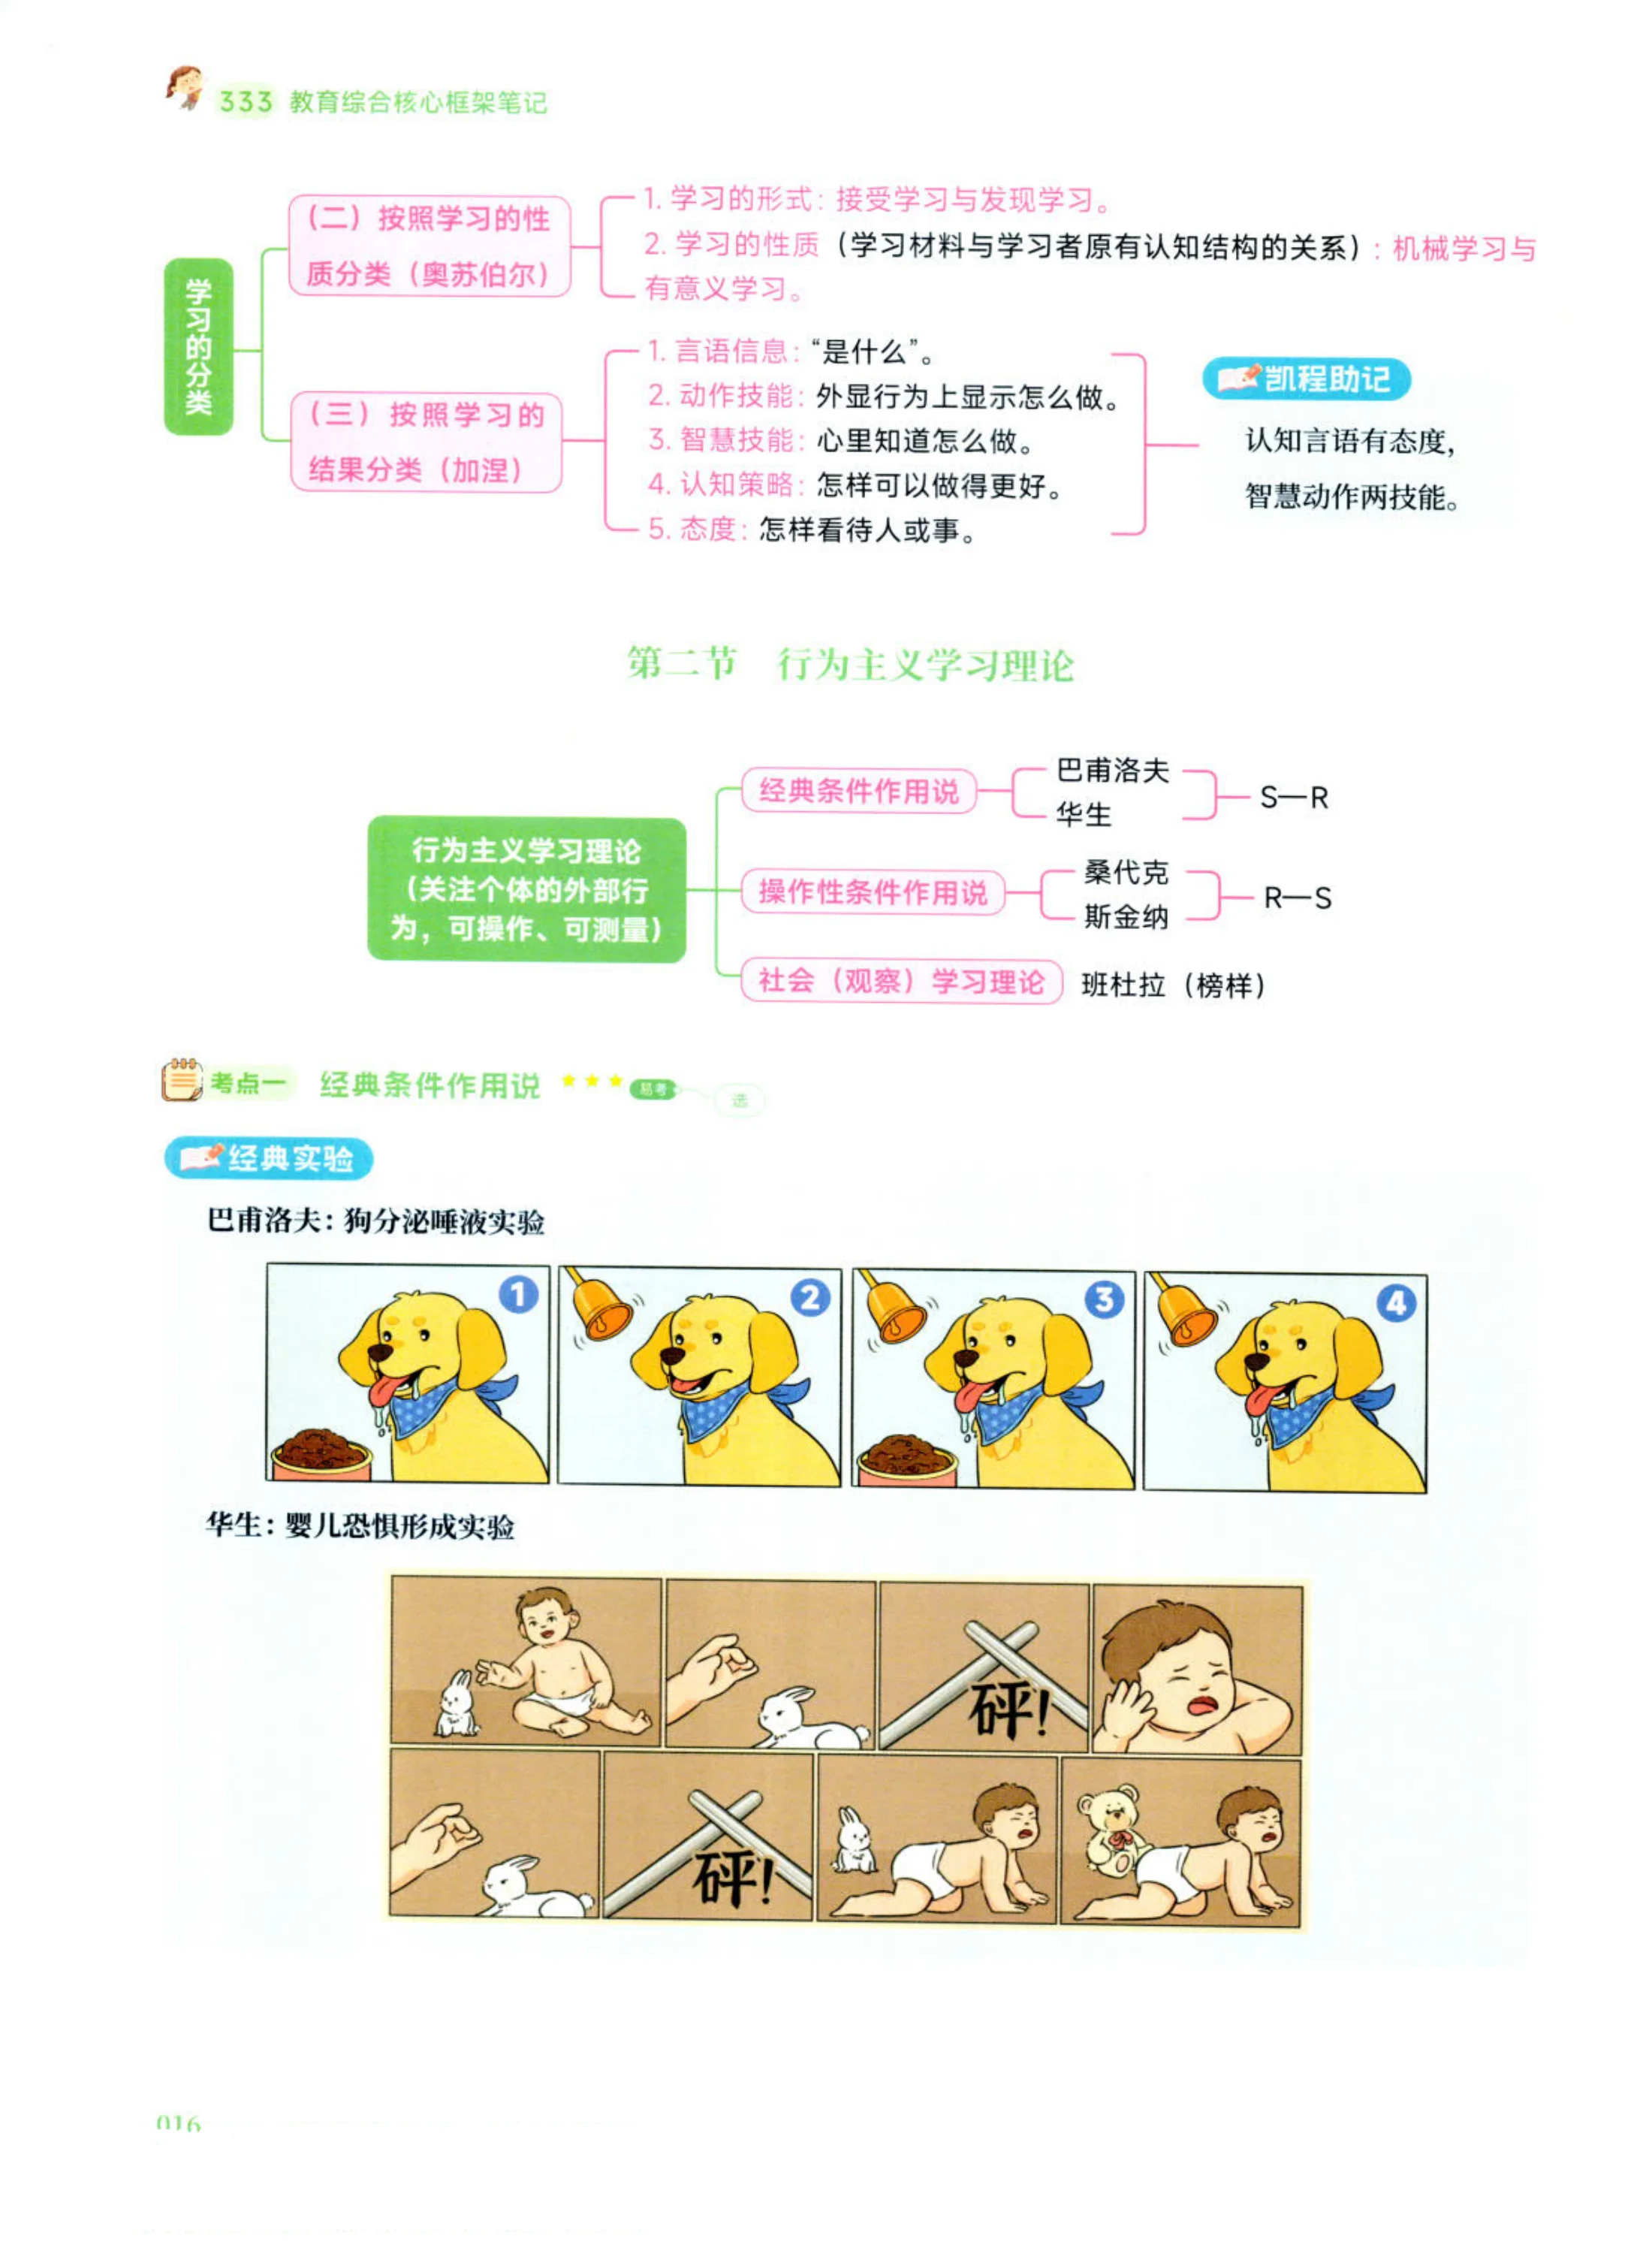 333 教育综合核心框架笔记
学习的分类
（二）按照学习的性
质分类（奥苏伯尔）
1. 学习的形式：接受学习与发现学习。
2. 学习的性质（学习材料与学习者原有认知结构的关系）：机械学习与
有意义学习。
（三）按照学习的
结果分类（加涅）
1. 言语信息：“是什么”。
2. 动作技能：外显行为上显示怎么做。
3. 智慧技能：心里知道怎么做。
4. 认知策略：怎样可以做得更好。
5. 态度：怎样看待人或事。
凯程助记
认知言语有态度，
智慧动作两技能。
第二节 行为主义学习理论
行为主义学习理论
（关注个体的外部行
为，可操作、可测量）
经典条件作用说
巴甫洛夫
华生
S—R
操作性条件作用说
桑代克
斯金纳
R—S
社会（观察）学习理论
班杜拉（榜样）
考点一 经典条件作用说 ★★★ 易考 选
经典实验
巴甫洛夫：狗分泌唾液实验
1
2
3
4
华生：婴儿恐惧形成实验
砰！
砰！
016